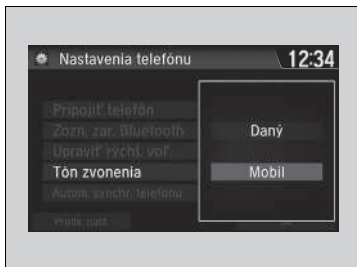 Nastavenia telefónu
12:34
Pripojiť telefón
Zozn. zar. Bluetooth
Upraviť rýchl. voľ.
Tón zvonenia
Autom. synchr. telefónu
Daný
Mobil